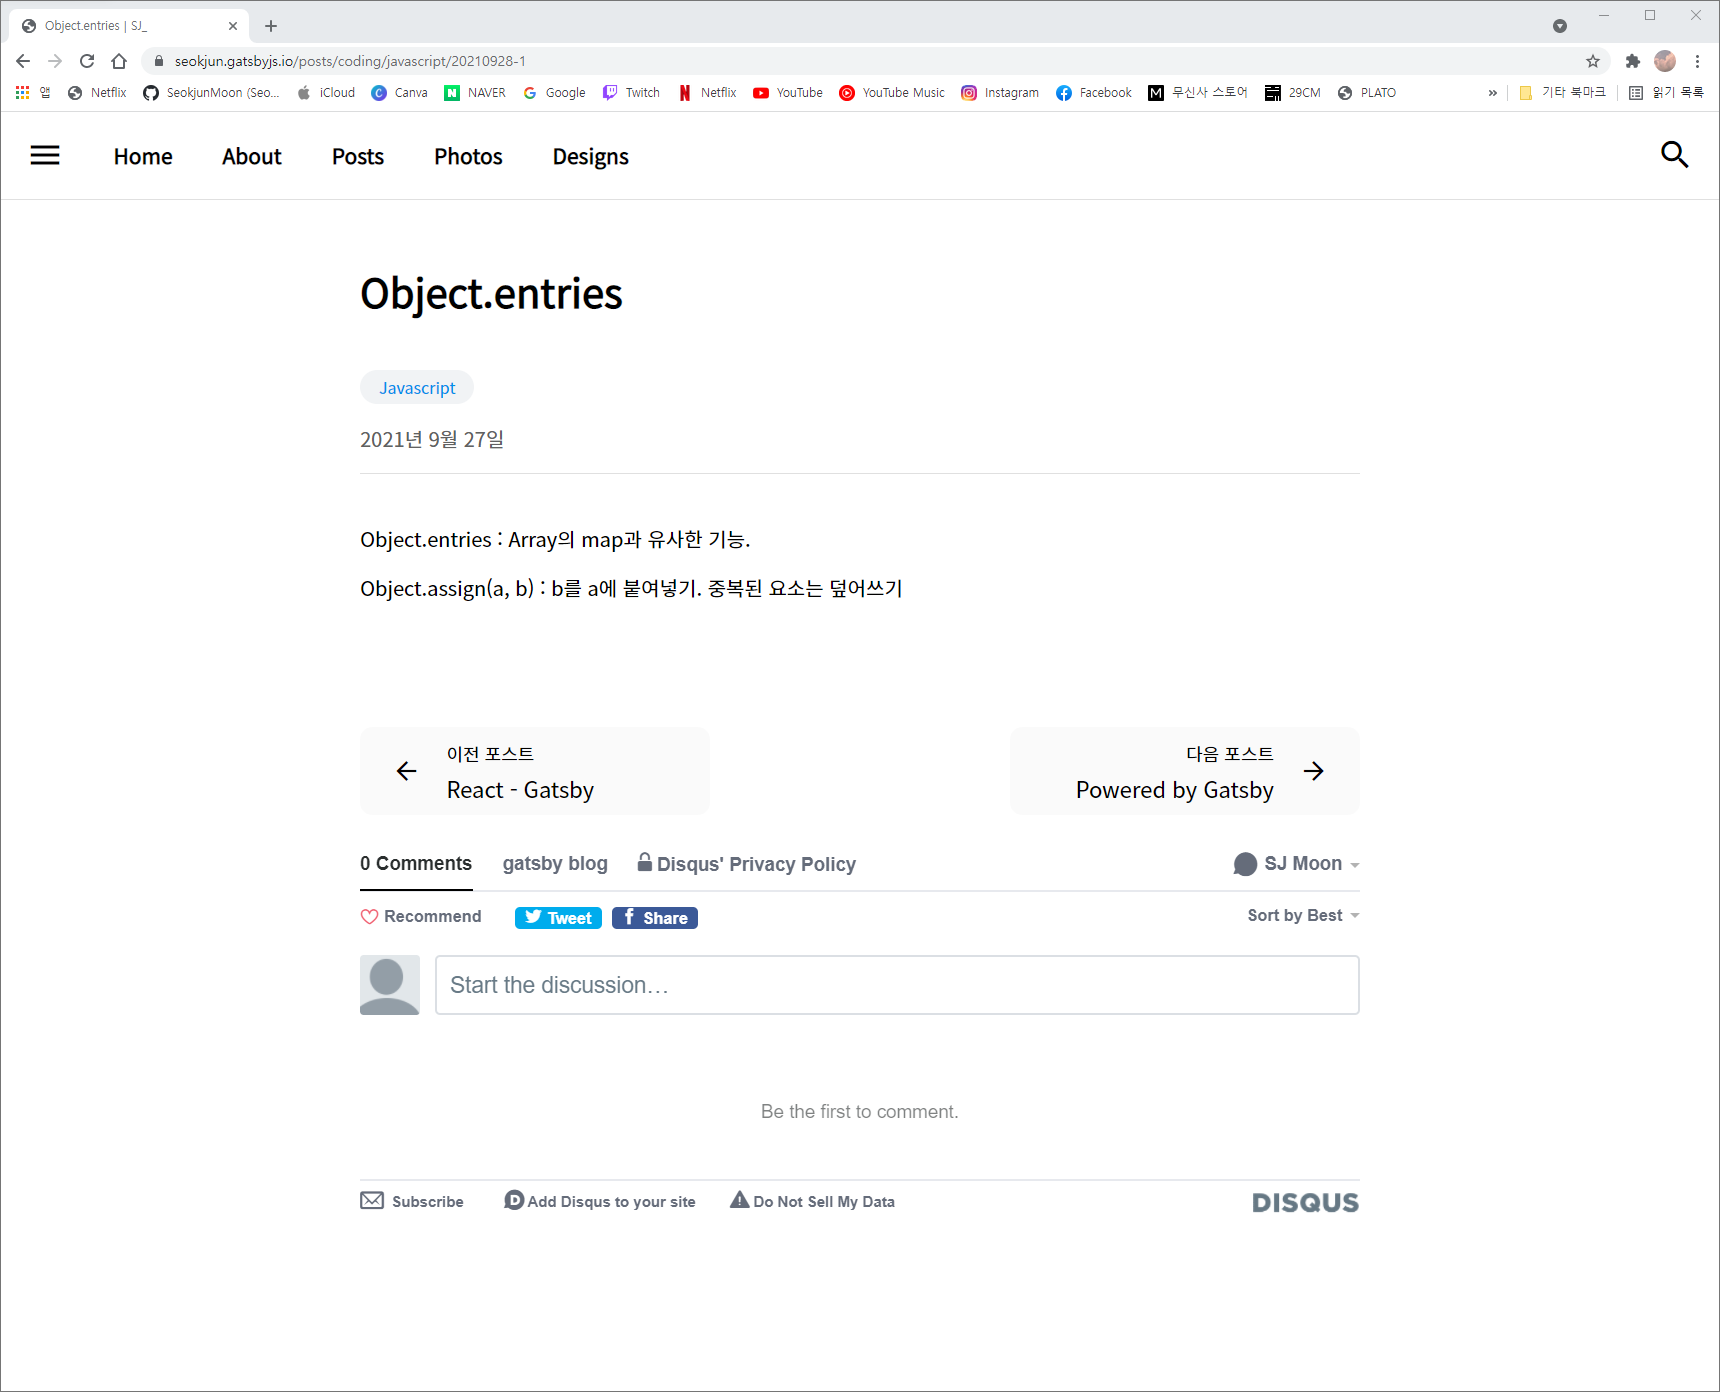 Object.entries | SJ_
seokjun.gatsbyjs.io/posts/coding/javascript/20210928-1
앱 Netflix SeokjunMoon (Seo... iCloud Canva NAVER Google Twitch Netflix YouTube YouTube Music Instagram Facebook 무신사 스토어 29CM PLATO » 기타 북마크 읽기 목록
Home About Posts Photos Designs
Object.entries
Javascript
2021년 9월 27일
Object.entries : Array의 map과 유사한 기능.
Object.assign(a, b) : b를 a에 붙여넣기. 중복된 요소는 덮어쓰기
이전 포스트
React - Gatsby
다음 포스트
Powered by Gatsby
0 Comments gatsby blog Disqus' Privacy Policy SJ Moon
Recommend Tweet Share Sort by Best
Start the discussion…
Be the first to comment.
Subscribe Add Disqus to your site Do Not Sell My Data DISQUS